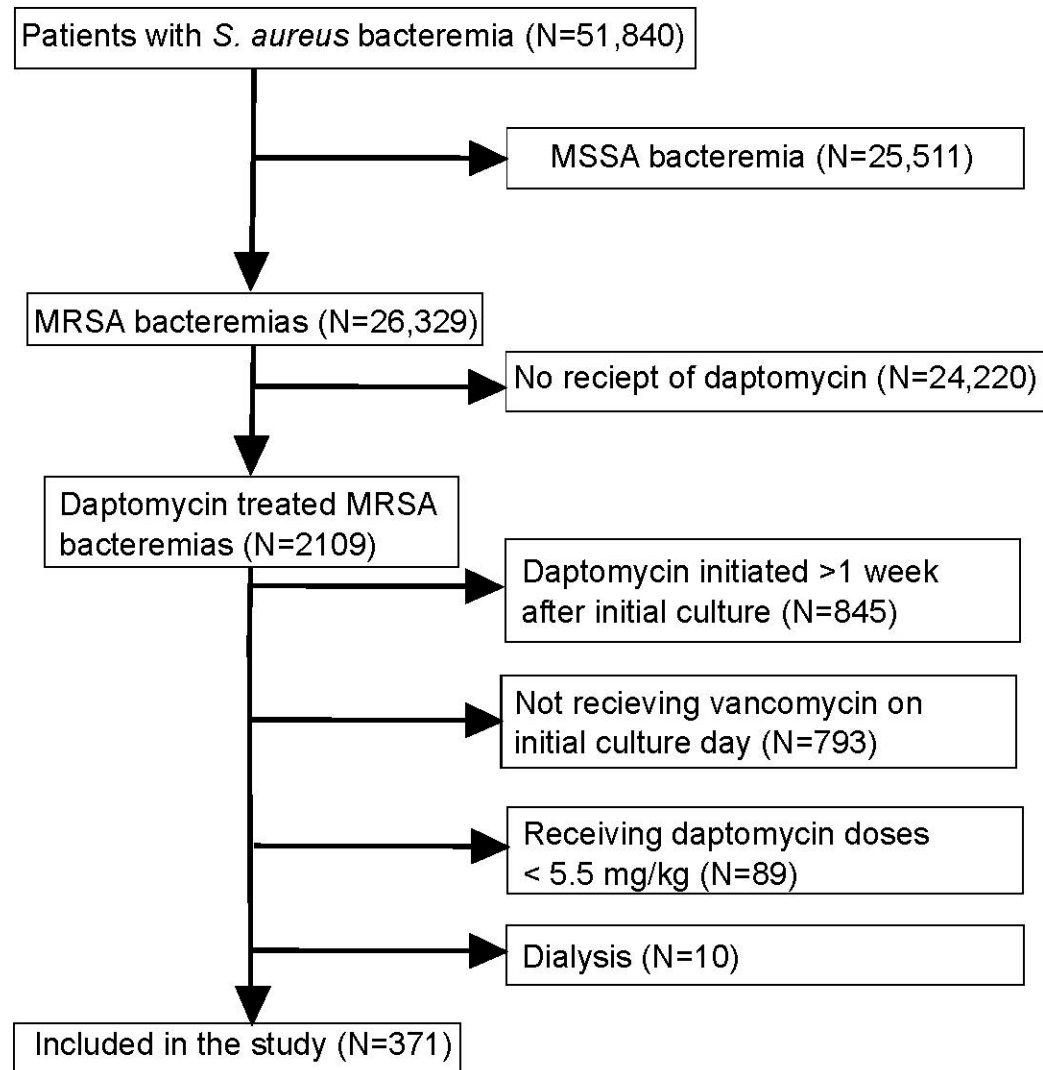 Patients with S. aureus bacteremia (N=51,840)
MSSA bacteremia (N=25,511)
MRSA bacteremias (N=26,329)
No reciept of daptomycin (N=24,220)
Daptomycin treated MRSA
bacteremias (N=2109)
Daptomycin initiated >1 week
after initial culture (N=845)
Not recieving vancomycin on
initial culture day (N=793)
Receiving daptomycin doses
< 5.5 mg/kg (N=89)
Dialysis (N=10)
Included in the study (N=371)